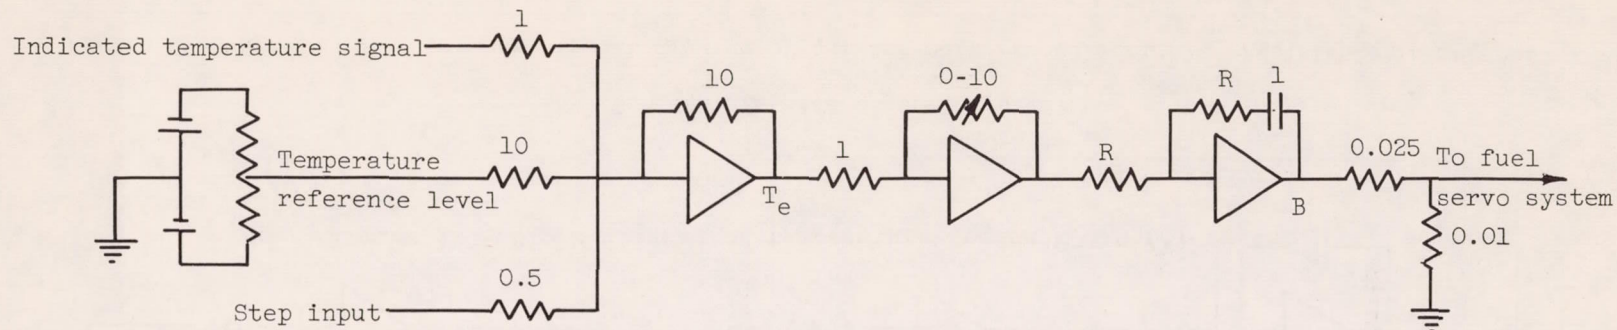 1
Indicated temperature signal
10
0-10
R 1
10
Temperature
reference level
1
R
0.025
To fuel
servo system
T_e
B
0.01
0.5
Step input